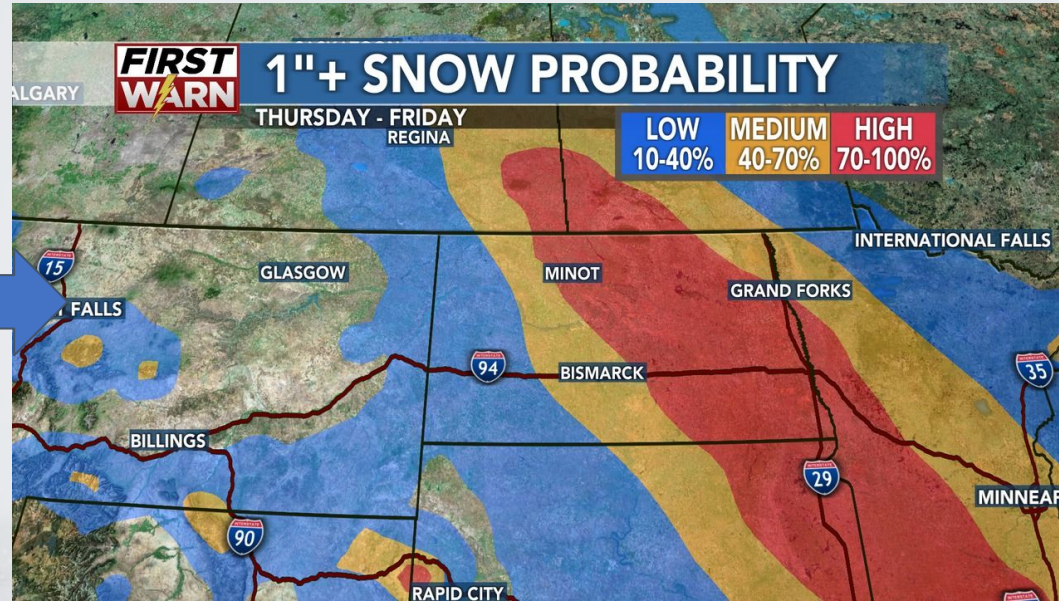 FIRST
WARN
1"+ SNOW PROBABILITY
THURSDAY - FRIDAY
LOW
10-40%
MEDIUM
40-70%
HIGH
70-100%
ALGARY
REGINA
INTERNATIONAL FALLS
15
GLASGOW
MINOT
GRAND FORKS
FALLS
94
BISMARCK
35
BILLINGS
29
MINNEAP
90
RAPID CITY